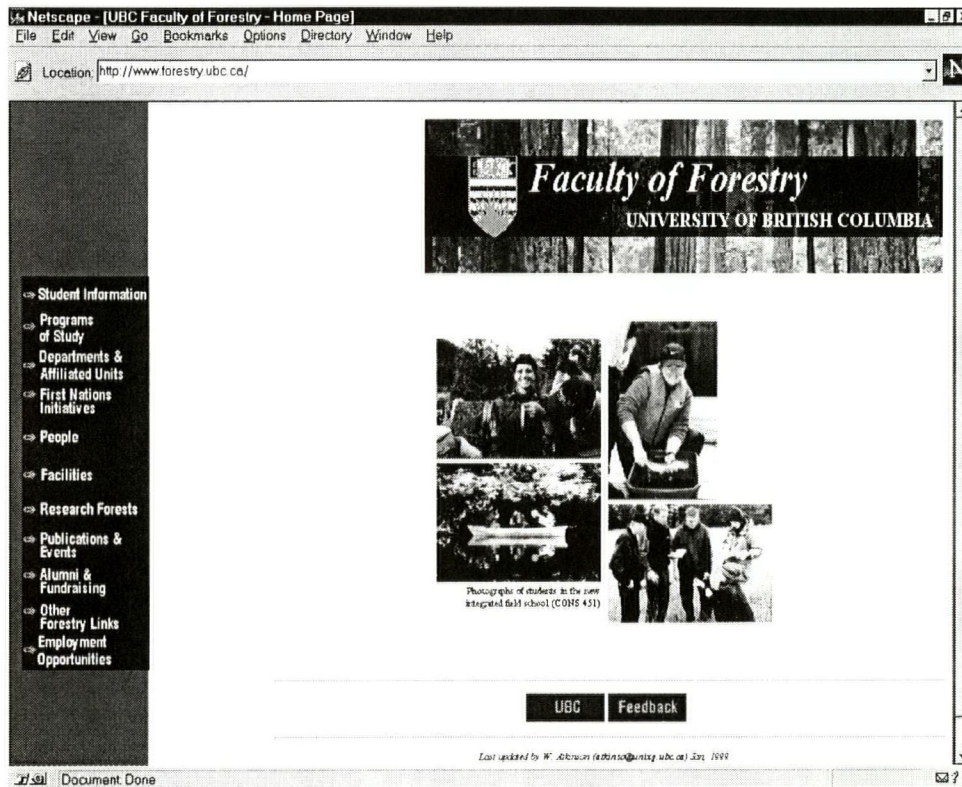 Netscape - [UBC Faculty of Forestry - Home Page]
File Edit View Go Bookmarks Options Directory Window Help
Location: http://www.forestry.ubc.ca/
N
Faculty of Forestry
UNIVERSITY OF BRITISH COLUMBIA
Student Information
Programs
of Study
Departments &
Affiliated Units
First Nations
Initiatives
People
Facilities
Research Forests
Publications &
Events
Alumni &
Fundraising
Other
Forestry Links
Employment
Opportunities
Photographs of students in the new
integrated field school (CONS 451)
UBC Feedback
Last updated by W. Atkinson Jan, 1999
Document: Done